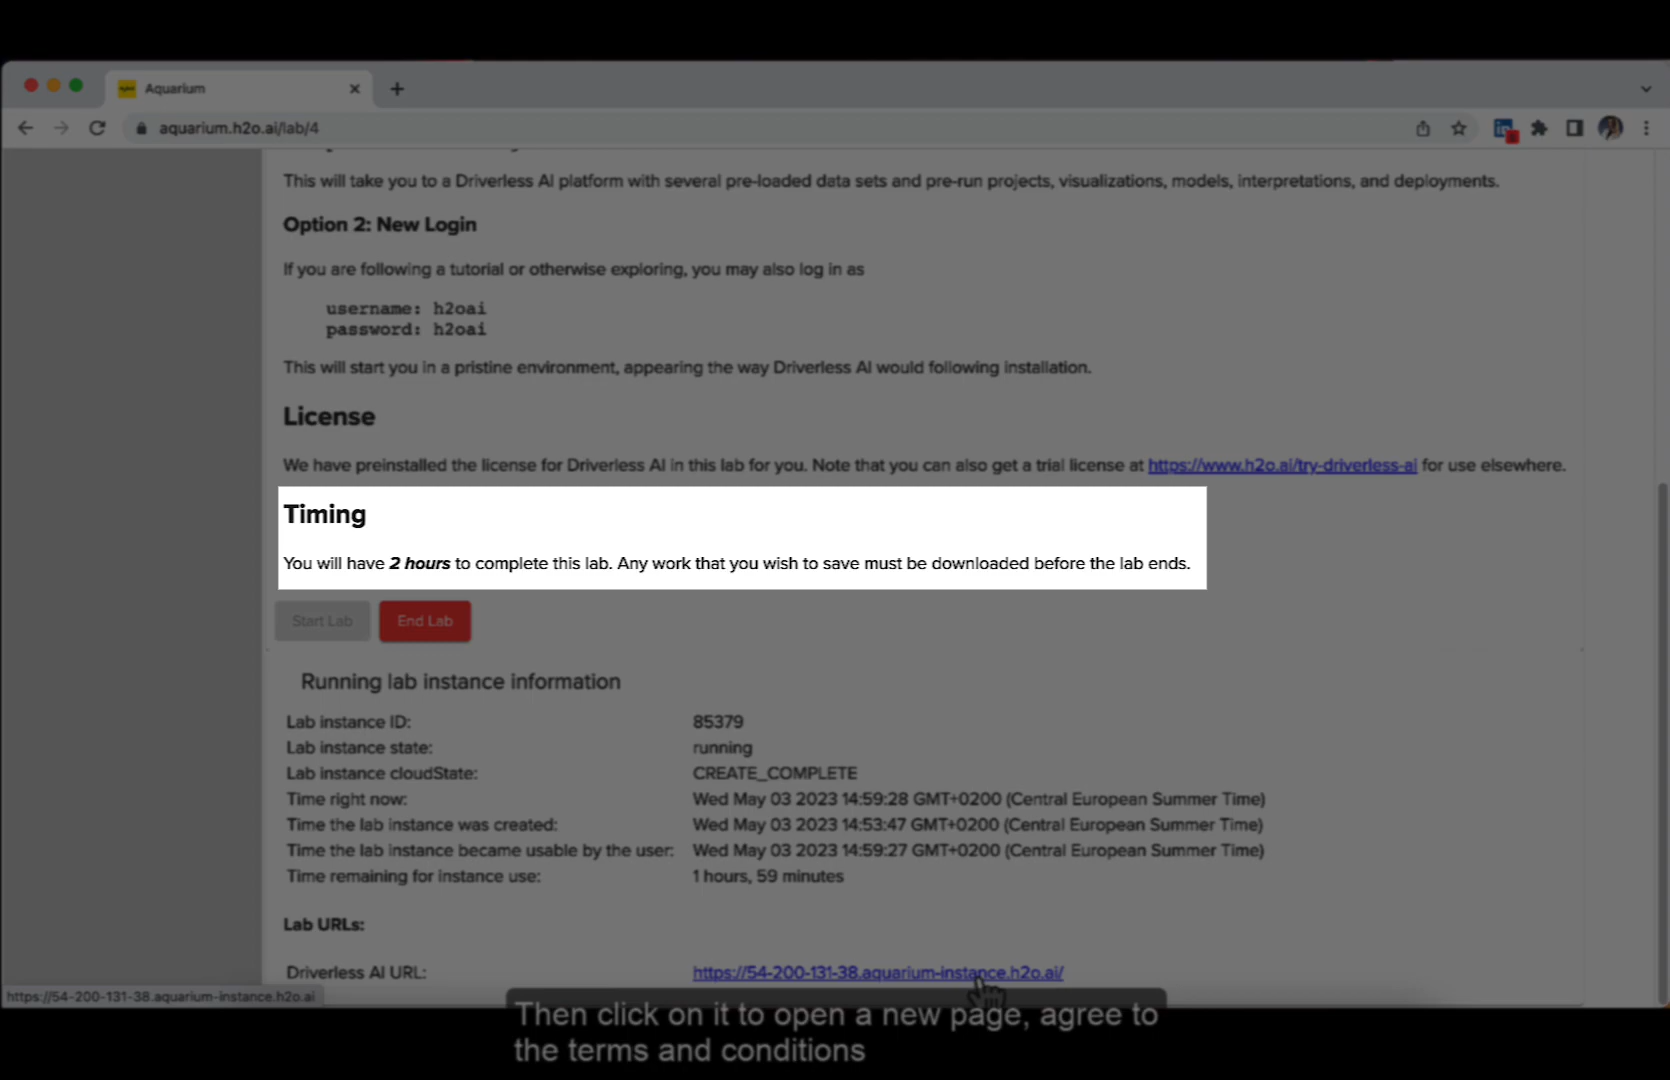 Aquarium
aquarium.h2o.ai/lab/4
This will take you to a Driverless AI platform with several pre-loaded data sets and pre-run projects, visualizations, models, interpretations, and deployments.
Option 2: New Login
If you are following a tutorial or otherwise exploring, you may also log in as
username: h2oai
password: h2oai
This will start you in a pristine environment, appearing the way Driverless AI would following installation.
License
We have preinstalled the license for Driverless AI in this lab for you. Note that you can also get a trial license at https://www.h2o.ai/try-driverless-ai for use elsewhere.
Timing
You will have 2 hours to complete this lab. Any work that you wish to save must be downloaded before the lab ends.
Start Lab End Lab
Running lab instance information
Lab instance ID: 85379
Lab instance state: running
Lab instance cloudState: CREATE_COMPLETE
Time right now: Wed May 03 2023 14:59:28 GMT+0200 (Central European Summer Time)
Time the lab instance was created: Wed May 03 2023 14:53:47 GMT+0200 (Central European Summer Time)
Time the lab instance became usable by the user: Wed May 03 2023 14:59:27 GMT+0200 (Central European Summer Time)
Time remaining for instance use: 1 hours, 59 minutes
Lab URLs:
Driverless AI URL: https://54-200-131-38.aquarium-instance.h2o.ai/
https://54-200-131-38.aquarium-instance.h2o.ai
Then click on it to open a new page, agree to
the terms and conditions